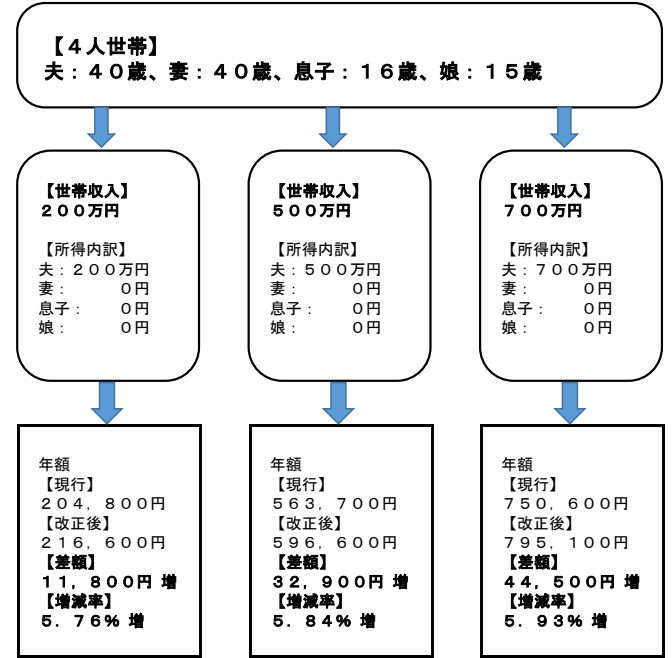 【４人世帯】
夫：４０歳、妻：４０歳、息子：１６歳、娘：１５歳
【世帯収入】
２００万円
【所得内訳】
夫：２００万円
妻：　　　０円
息子：　　０円
娘：　　　０円
【世帯収入】
５００万円
【所得内訳】
夫：５００万円
妻：　　　０円
息子：　　０円
娘：　　　０円
【世帯収入】
７００万円
【所得内訳】
夫：７００万円
妻：　　　０円
息子：　　０円
娘：　　　０円
年額
【現行】
２０４，８００円
【改正後】
２１６，６００円
【差額】
１１，８００円 増
【増減率】
５．７６％ 増
年額
【現行】
５６３，７００円
【改正後】
５９６，６００円
【差額】
３２，９００円 増
【増減率】
５．８４％ 増
年額
【現行】
７５０，６００円
【改正後】
７９５，１００円
【差額】
４４，５００円 増
【増減率】
５．９３％ 増